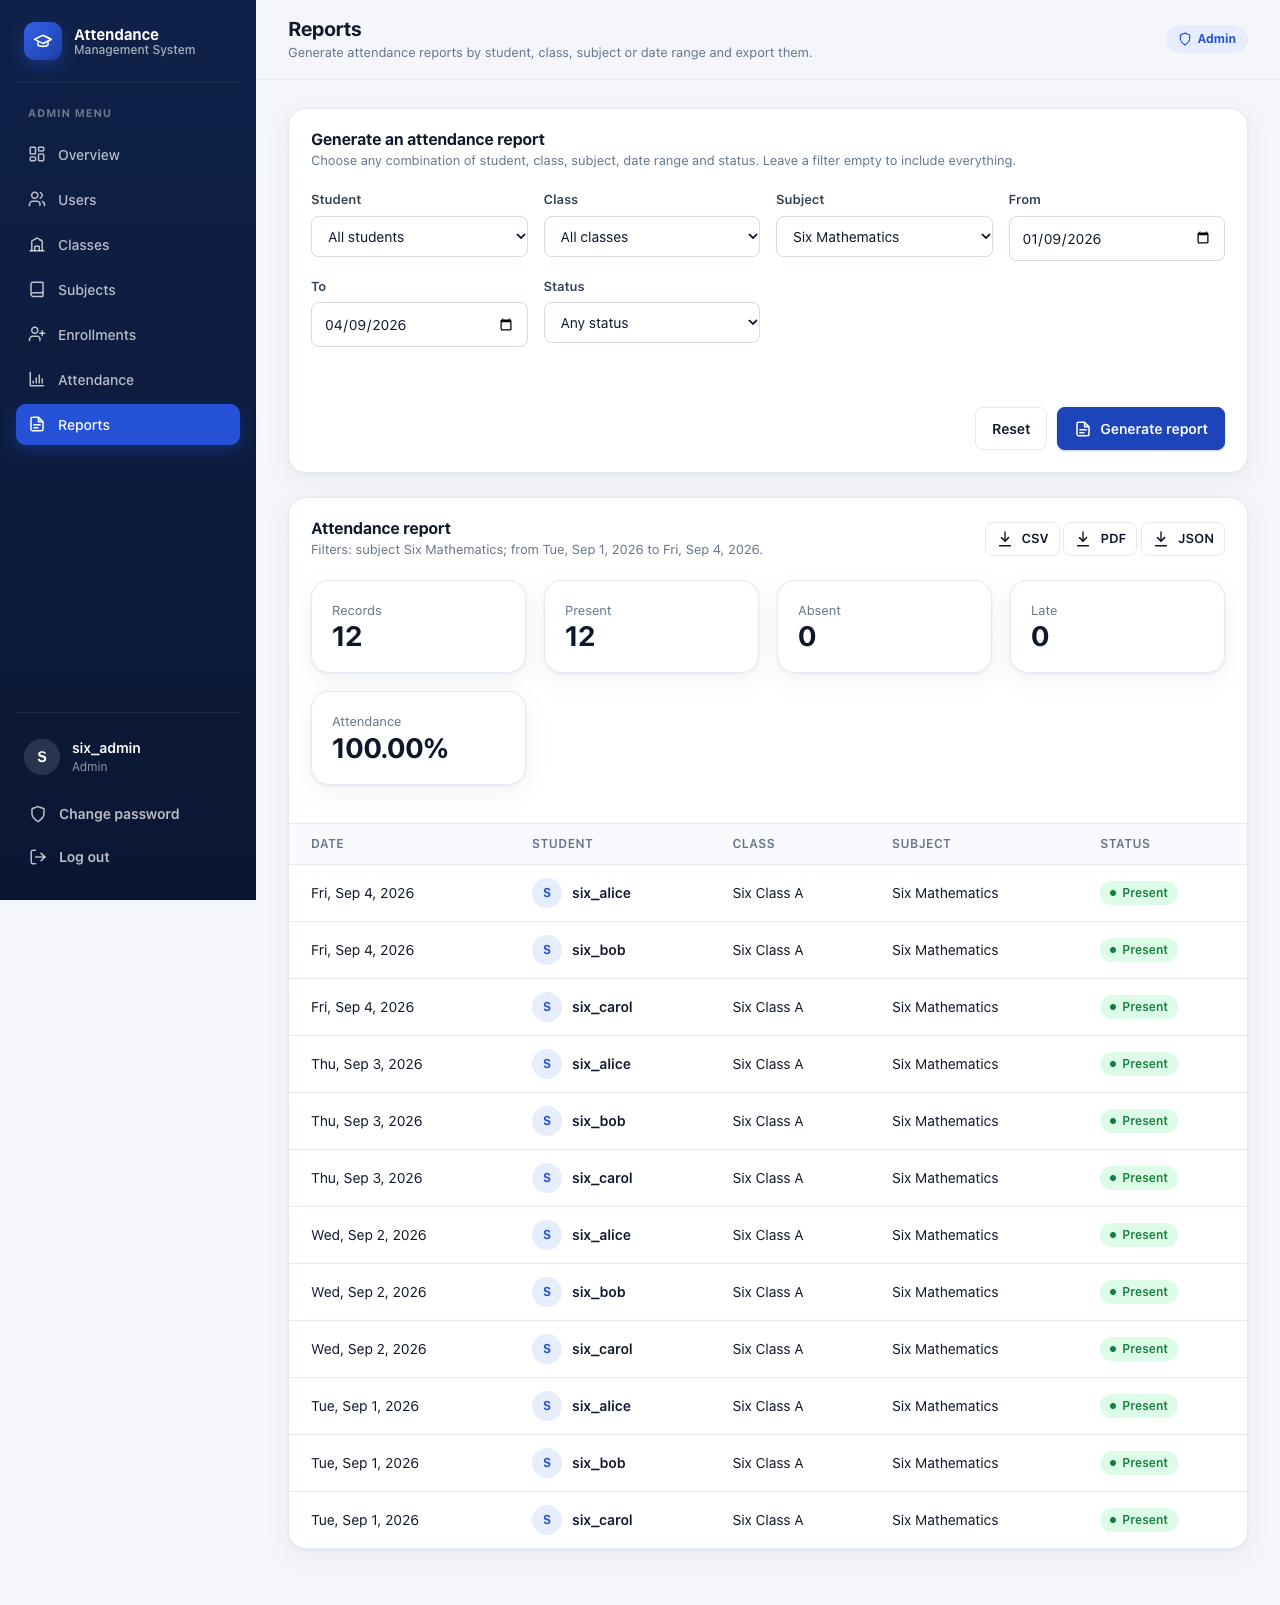 Attendance
Management System
ADMIN MENU
Overview
Users
Classes
Subjects
Enrollments
Attendance
Reports
S
six_admin
Admin
Change password
Log out
Reports
Generate attendance reports by student, class, subject or date range and export them.
Admin
Generate an attendance report
Choose any combination of student, class, subject, date range and status. Leave a filter empty to include everything.
Student Class Subject From
All students All classes Six Mathematics 01/09/2026
To Status
04/09/2026 Any status
Reset Generate report
Attendance report
Filters: subject Six Mathematics; from Tue, Sep 1, 2026 to Fri, Sep 4, 2026.
CSV PDF JSON
Records Present Absent Late
12 12 0 0
Attendance
100.00%
DATE STUDENT CLASS SUBJECT STATUS
Fri, Sep 4, 2026 S six_alice Six Class A Six Mathematics Present
Fri, Sep 4, 2026 S six_bob Six Class A Six Mathematics Present
Fri, Sep 4, 2026 S six_carol Six Class A Six Mathematics Present
Thu, Sep 3, 2026 S six_alice Six Class A Six Mathematics Present
Thu, Sep 3, 2026 S six_bob Six Class A Six Mathematics Present
Thu, Sep 3, 2026 S six_carol Six Class A Six Mathematics Present
Wed, Sep 2, 2026 S six_alice Six Class A Six Mathematics Present
Wed, Sep 2, 2026 S six_bob Six Class A Six Mathematics Present
Wed, Sep 2, 2026 S six_carol Six Class A Six Mathematics Present
Tue, Sep 1, 2026 S six_alice Six Class A Six Mathematics Present
Tue, Sep 1, 2026 S six_bob Six Class A Six Mathematics Present
Tue, Sep 1, 2026 S six_carol Six Class A Six Mathematics Present